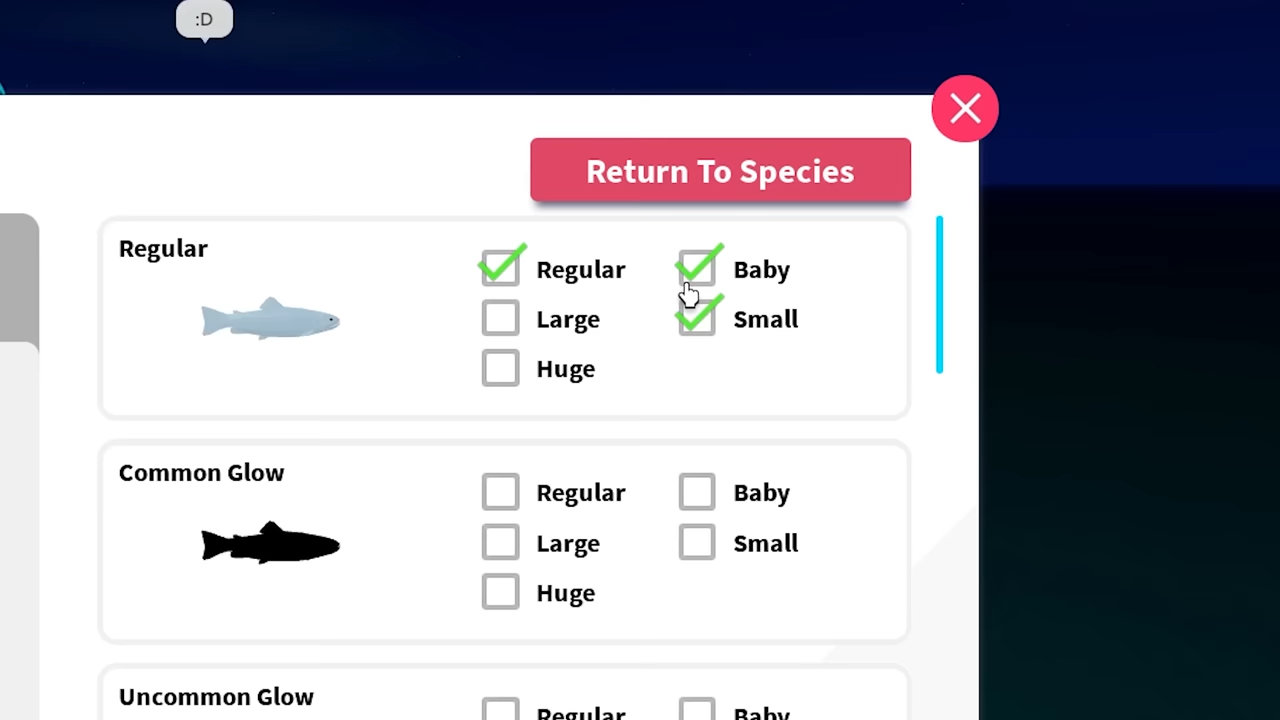 :D
Return To Species
Regular
Regular
Baby
Large
Small
Huge
Common Glow
Regular
Baby
Large
Small
Huge
Uncommon Glow
Regular
Baby